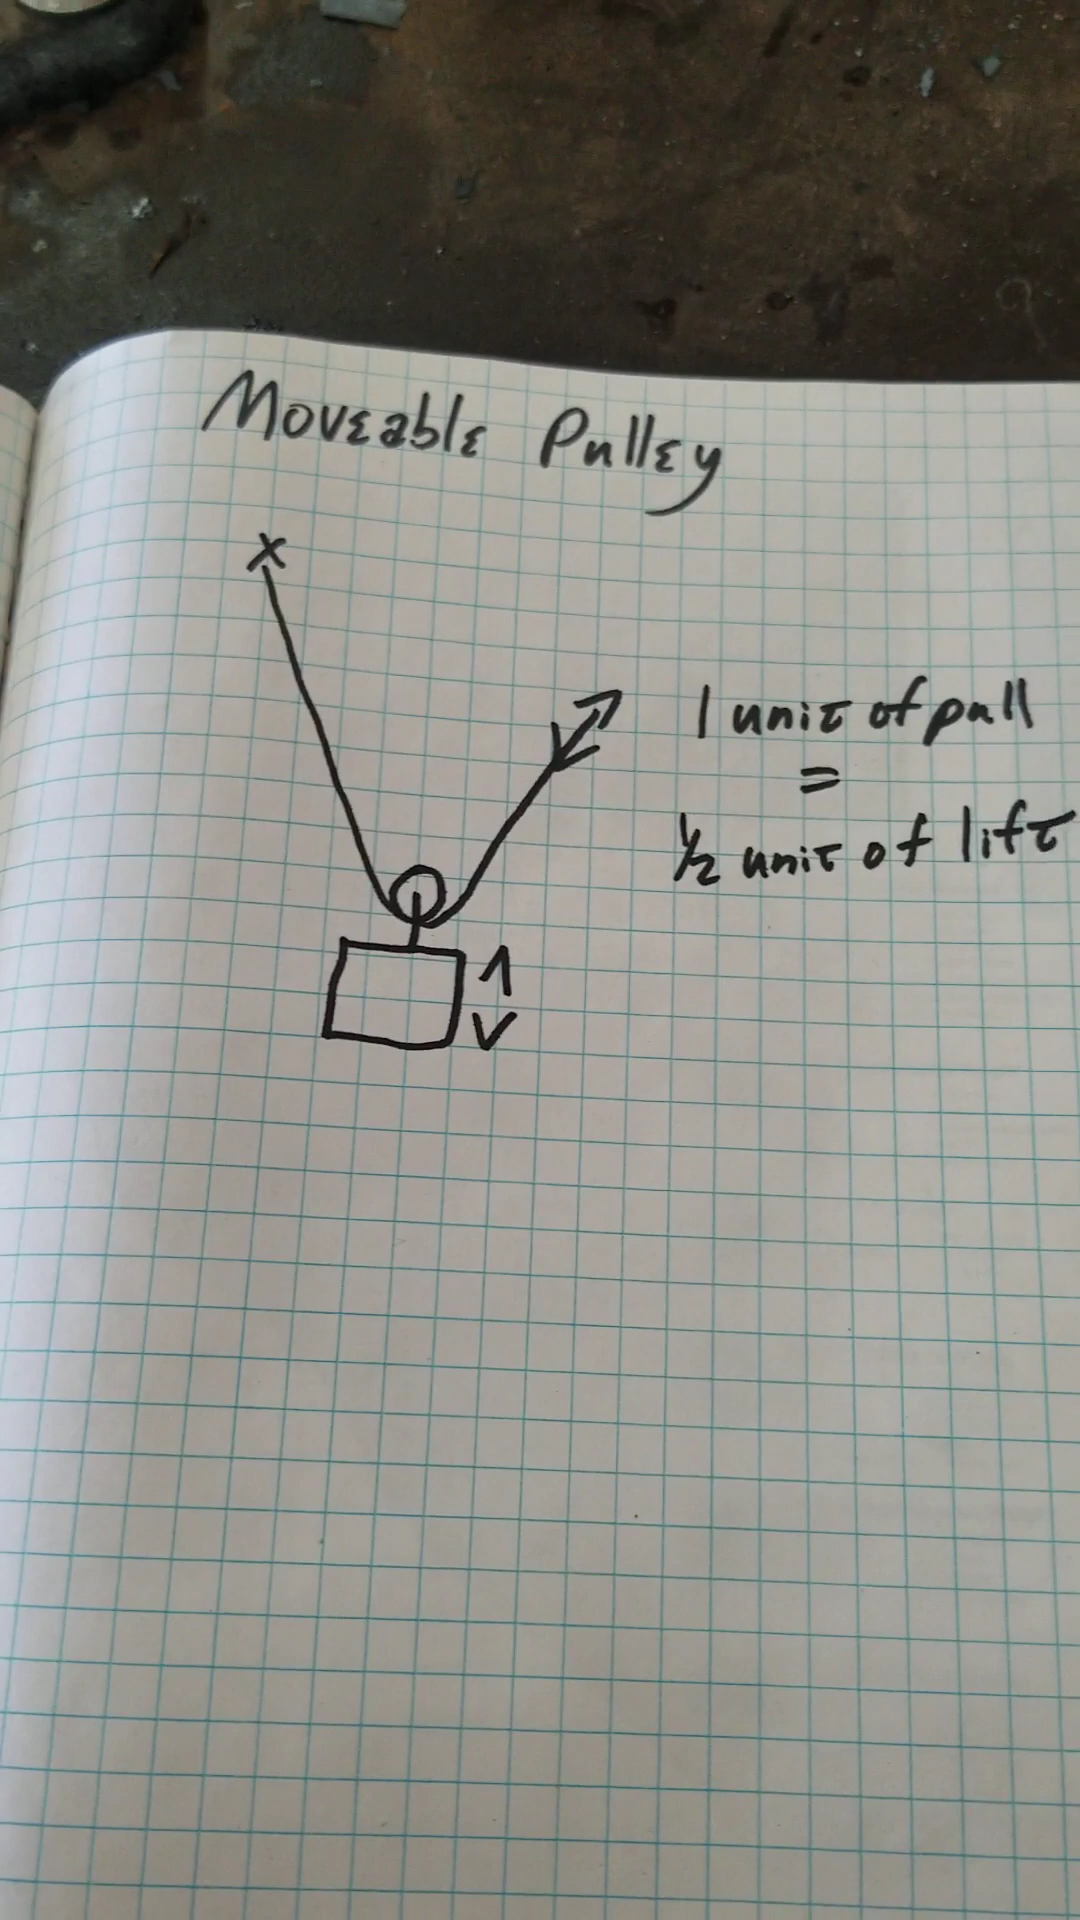 Moveable Pulley
x
1 unit of pull
=
1/2 unit of lift